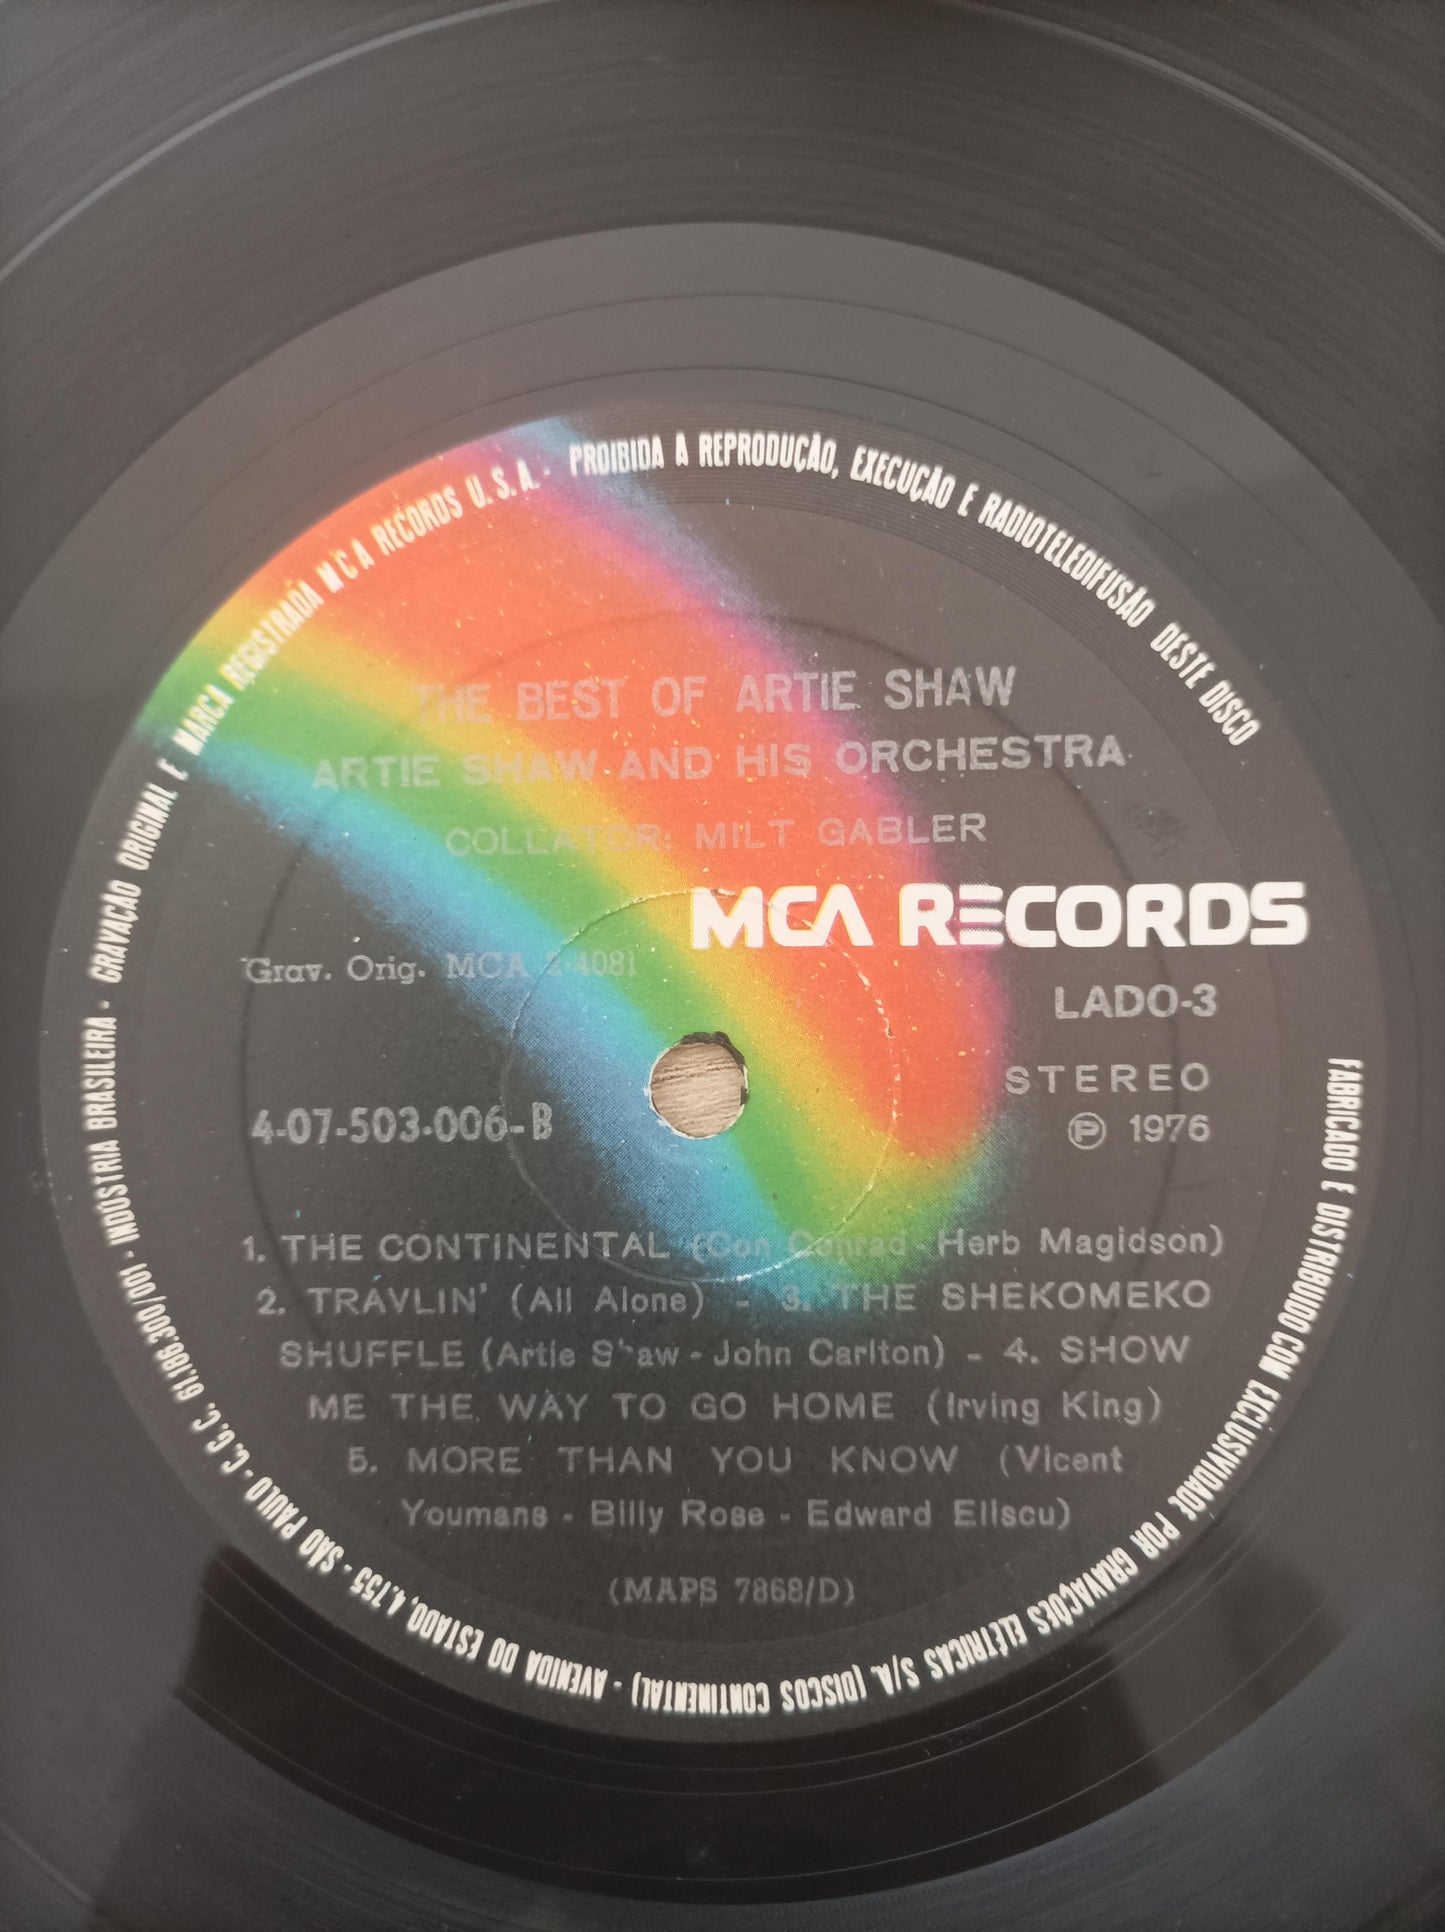 GRAVAÇÃO ORIGINAL E MARCA REGISTRADA MCA RECORDS U.S.A. - PROIBIDA A REPRODUÇÃO, EXECUÇÃO E RADIOTELEDIFUSÃO DESTE DISCO
THE BEST OF ARTIE SHAW
ARTIE SHAW AND HIS ORCHESTRA
COLLATOR: MILT GABLER
MCA RECORDS
Grav. Orig. MCA 2-4081
LADO-3
STEREO
4-07-503.006-B
Ⓟ 1976
1. THE CONTINENTAL (Con Conrad - Herb Magidson)
2. TRAVLIN' (All Alone) - 3. THE SHEKOMEKO
SHUFFLE (Artie Shaw - John Carlton) - 4. SHOW
ME THE WAY TO GO HOME (Irving King)
5. MORE THAN YOU KNOW (Vicent
Youmans - Billy Rose - Edward Eliscu)
(MAPS 7868/D)
FABRICADO E DISTRIBUIDO COM EXCLUSIVIDADE POR GRAVAÇÕES ELÉTRICAS S/A. (DISCOS CONTINENTAL) - AVENIDA DO ESTADO, 4.755 - SÃO PAULO - C. G. C. 61.186.300/001 - INDÚSTRIA BRASILEIRA -